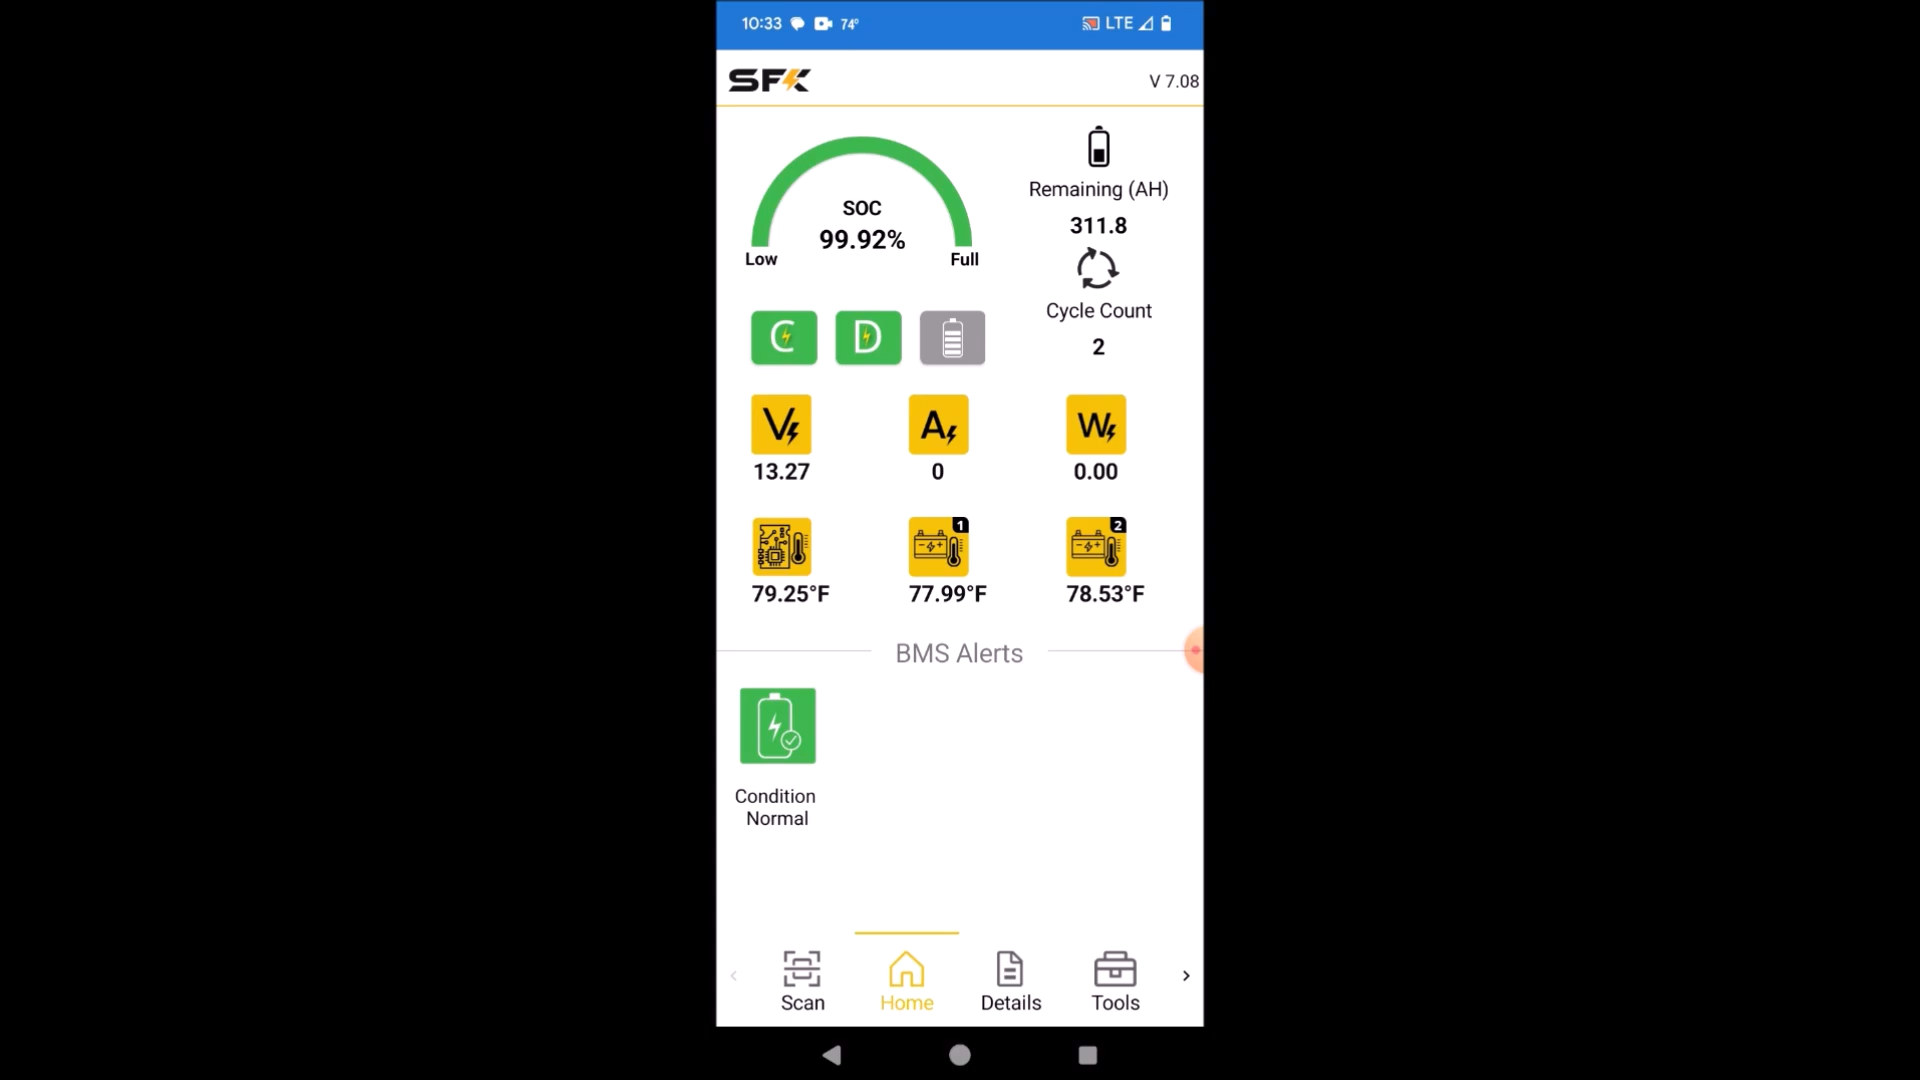 10:33 74° LTE
SFK V 7.08
SOC
99.92%
Low Full
Remaining (AH)
311.8
Cycle Count
2
C D
V A W
13.27 0 0.00
1 2
79.25°F 77.99°F 78.53°F
BMS Alerts
Condition
Normal
Scan Home Details Tools